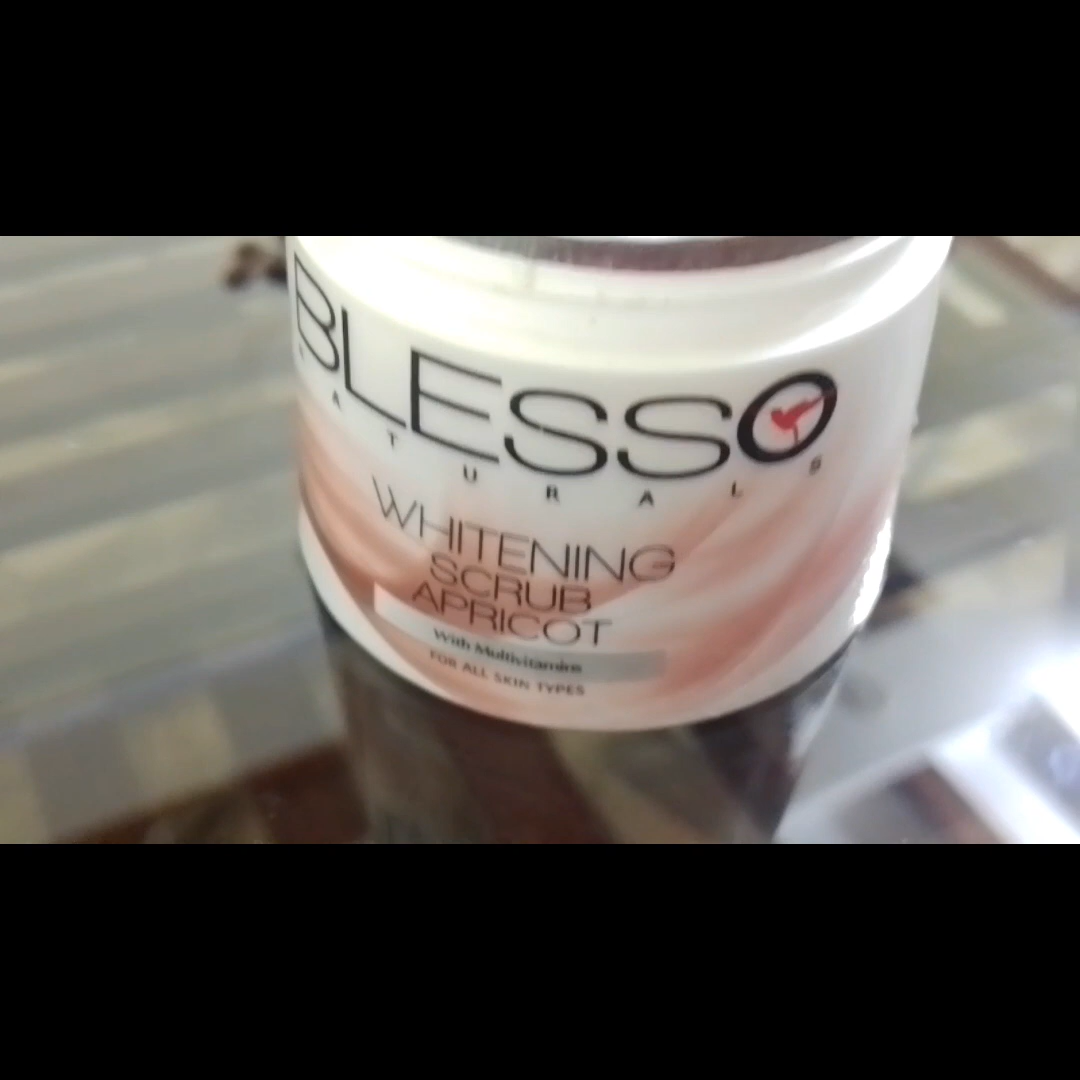 BLESSO
NATURALS
WHITENING
SCRUB
APRICOT
With Multivitamins
FOR ALL SKIN TYPES